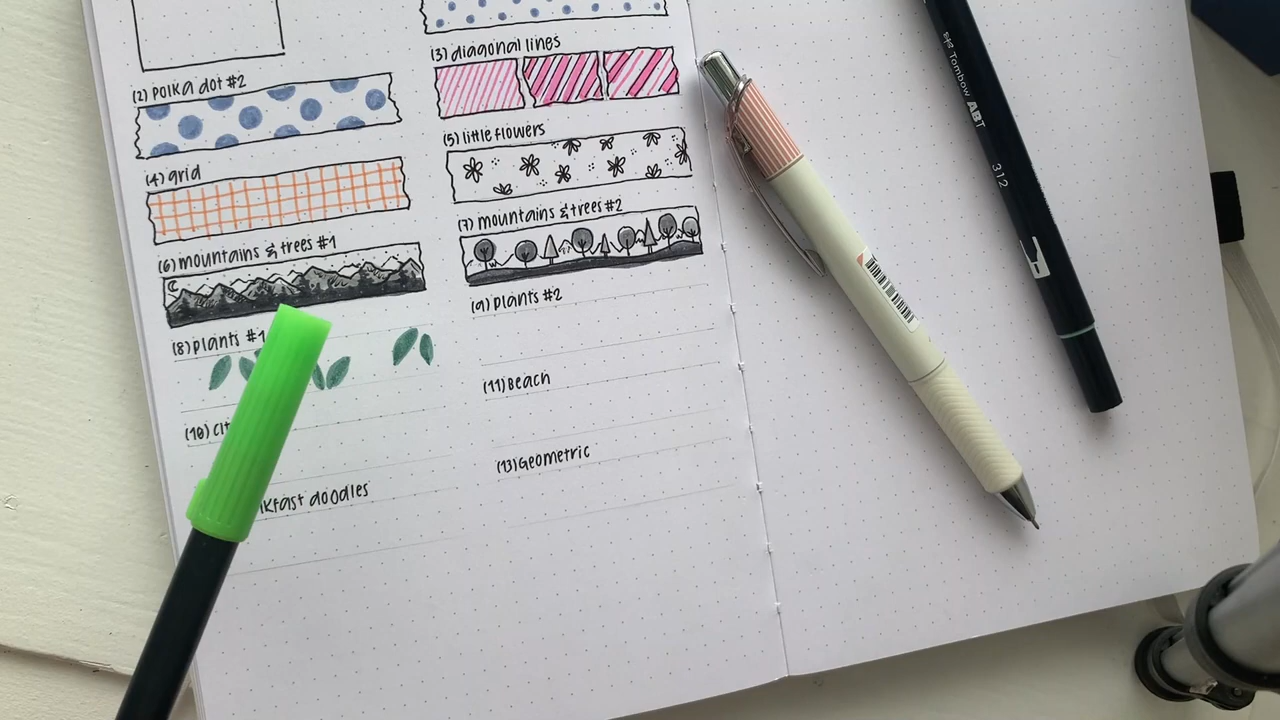 (2) polka dot #2
(3) diagonal lines
(4) grid
(5) little flowers
(6) mountains & trees #1
(7) mountains & trees #2
(8) plants #1
(9) plants #2
(10)
(11) Beach
doodles
(13) Geometric
Tombow ABT
312